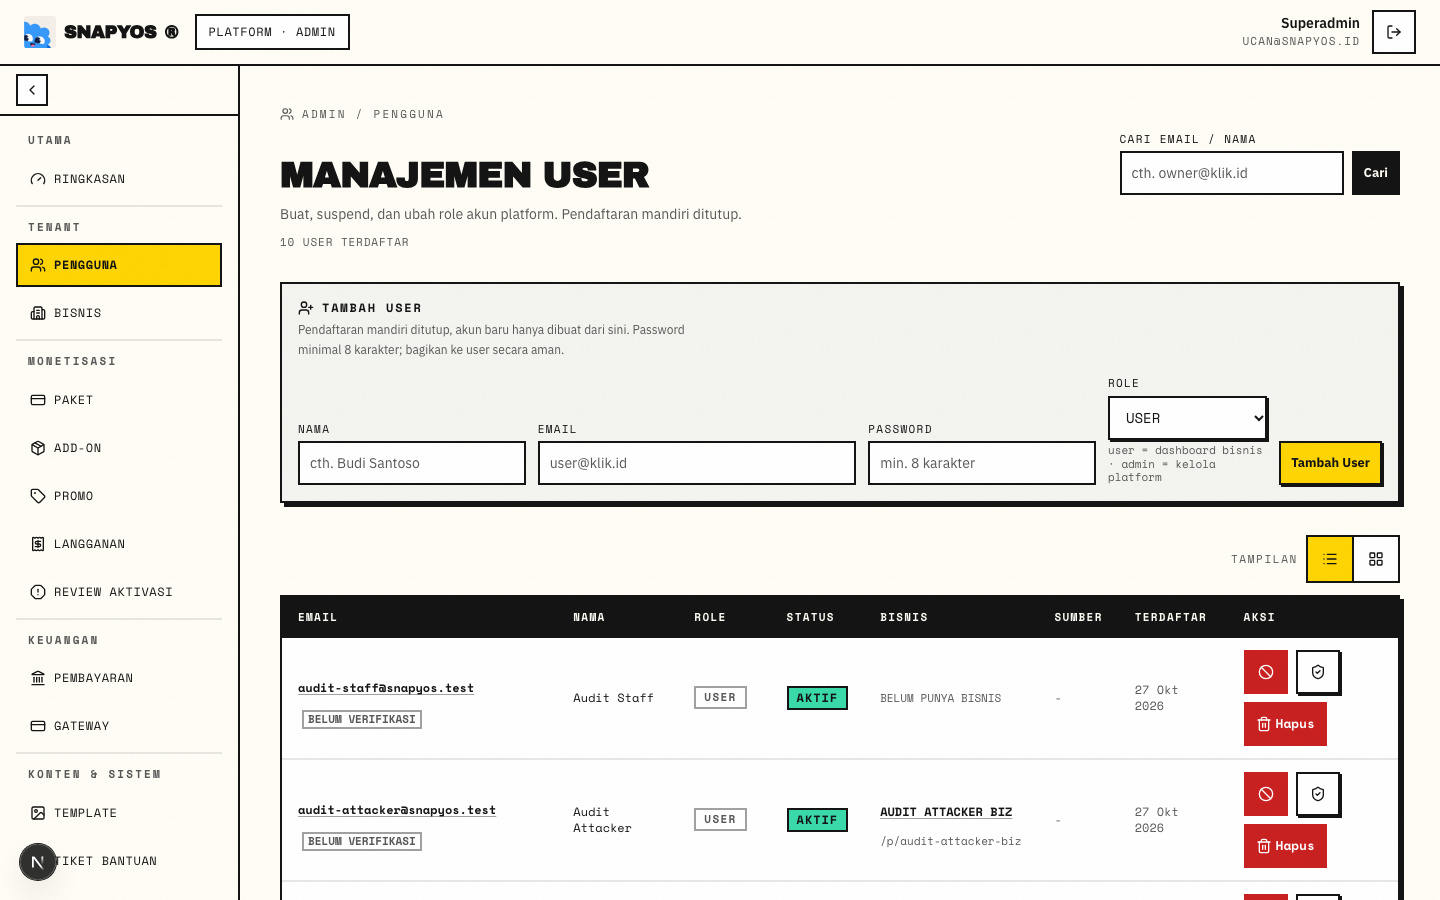 SNAPYOS ®
PLATFORM · ADMIN
Superadmin
UCAN@SNAPYOS.ID
UTAMA
RINGKASAN
TENANT
PENGGUNA
BISNIS
MONETISASI
PAKET
ADD-ON
PROMO
LANGGANAN
REVIEW AKTIVASI
KEUANGAN
PEMBAYARAN
GATEWAY
KONTEN & SISTEM
TEMPLATE
TIKET BANTUAN
N
ADMIN / PENGGUNA
MANAJEMEN USER
Buat, suspend, dan ubah role akun platform. Pendaftaran mandiri ditutup.
10 USER TERDAFTAR
CARI EMAIL / NAMA
cth. owner@klik.id
Cari
TAMBAH USER
Pendaftaran mandiri ditutup, akun baru hanya dibuat dari sini. Password
minimal 8 karakter; bagikan ke user secara aman.
NAMA
cth. Budi Santoso
EMAIL
user@klik.id
PASSWORD
min. 8 karakter
ROLE
USER
user = dashboard bisnis
· admin = kelola
platform
Tambah User
TAMPILAN
EMAIL NAMA ROLE STATUS BISNIS SUMBER TERDAFTAR AKSI
audit-staff@snapyos.test
BELUM VERIFIKASI
Audit Staff
USER
AKTIF
BELUM PUNYA BISNIS
-
27 Okt
2026
Hapus
audit-attacker@snapyos.test
BELUM VERIFIKASI
Audit
Attacker
USER
AKTIF
AUDIT ATTACKER BIZ
/p/audit-attacker-biz
-
27 Okt
2026
Hapus